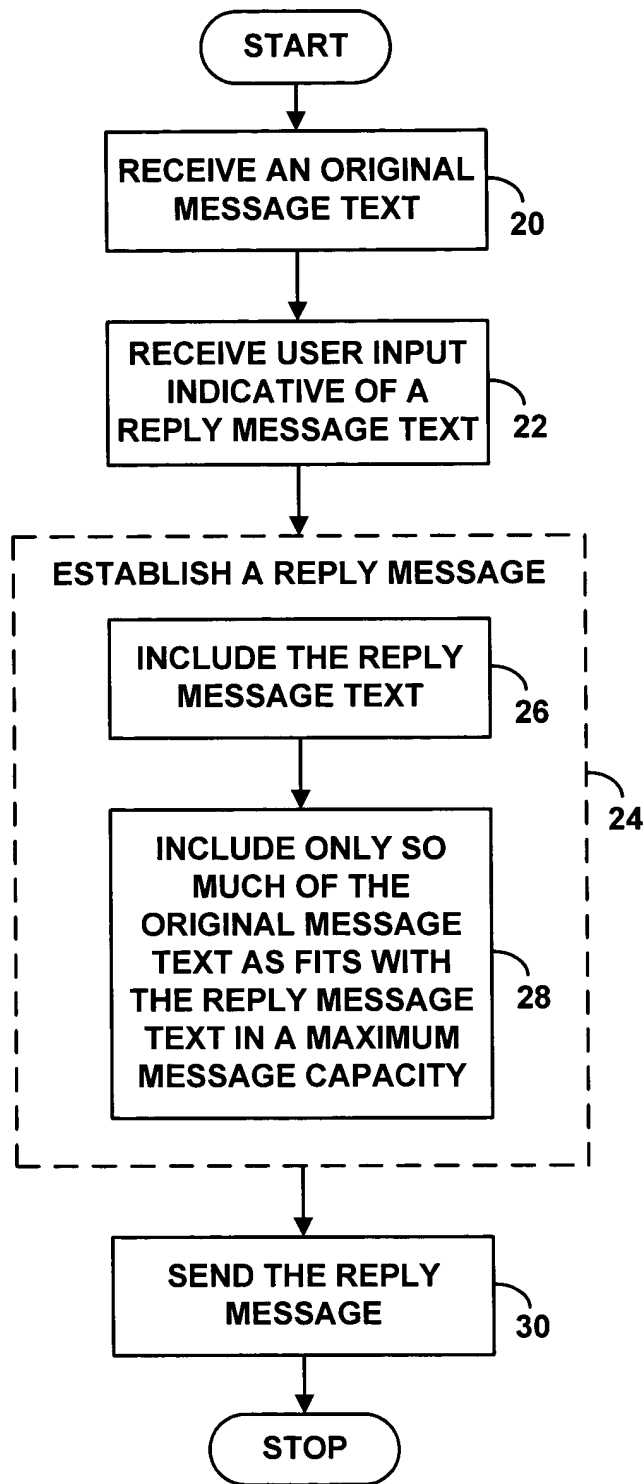 START
RECEIVE AN ORIGINAL
MESSAGE TEXT
20
RECEIVE USER INPUT
INDICATIVE OF A
REPLY MESSAGE TEXT
22
ESTABLISH A REPLY MESSAGE
INCLUDE THE REPLY
MESSAGE TEXT
26
24
INCLUDE ONLY SO
MUCH OF THE
ORIGINAL MESSAGE
TEXT AS FITS WITH
THE REPLY MESSAGE
TEXT IN A MAXIMUM
MESSAGE CAPACITY
28
SEND THE REPLY
MESSAGE
30
STOP